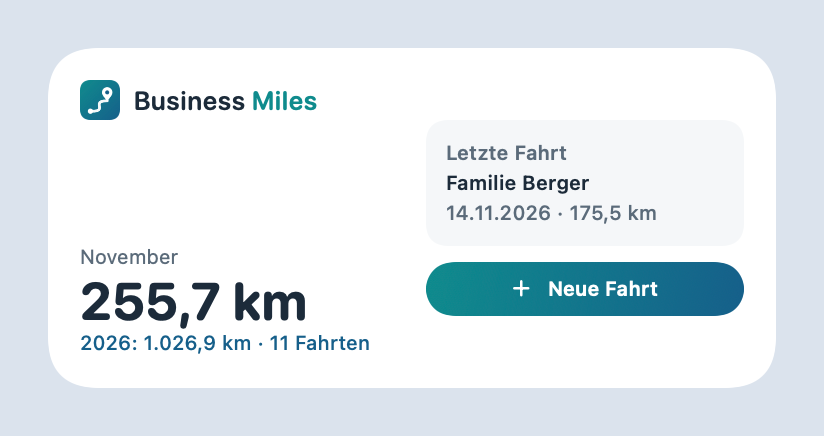 Business Miles
November
255,7 km
2026: 1.026,9 km · 11 Fahrten
Letzte Fahrt
Familie Berger
14.11.2026 · 175,5 km
+ Neue Fahrt